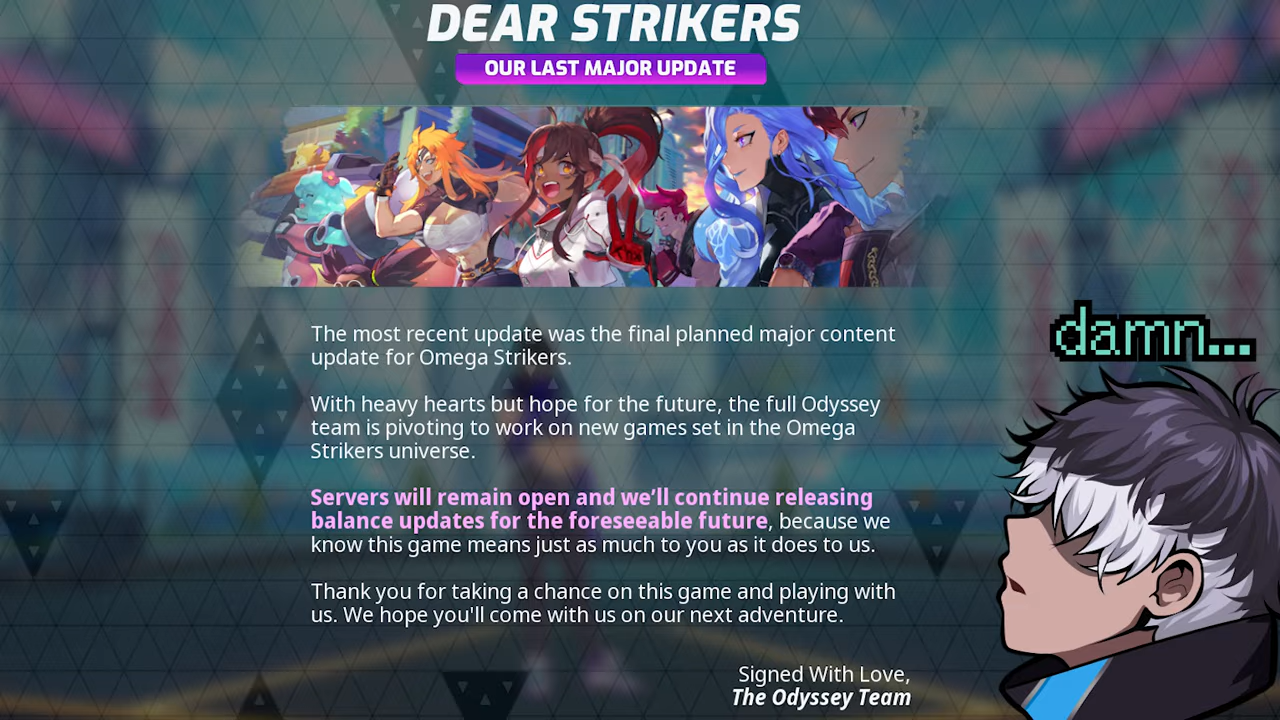 DEAR STRIKERS
OUR LAST MAJOR UPDATE
The most recent update was the final planned major content
update for Omega Strikers.
With heavy hearts but hope for the future, the full Odyssey
team is pivoting to work on new games set in the Omega
Strikers universe.
Servers will remain open and we’ll continue releasing
balance updates for the foreseeable future, because we
know this game means just as much to you as it does to us.
Thank you for taking a chance on this game and playing with
us. We hope you'll come with us on our next adventure.
Signed With Love,
The Odyssey Team
damn...